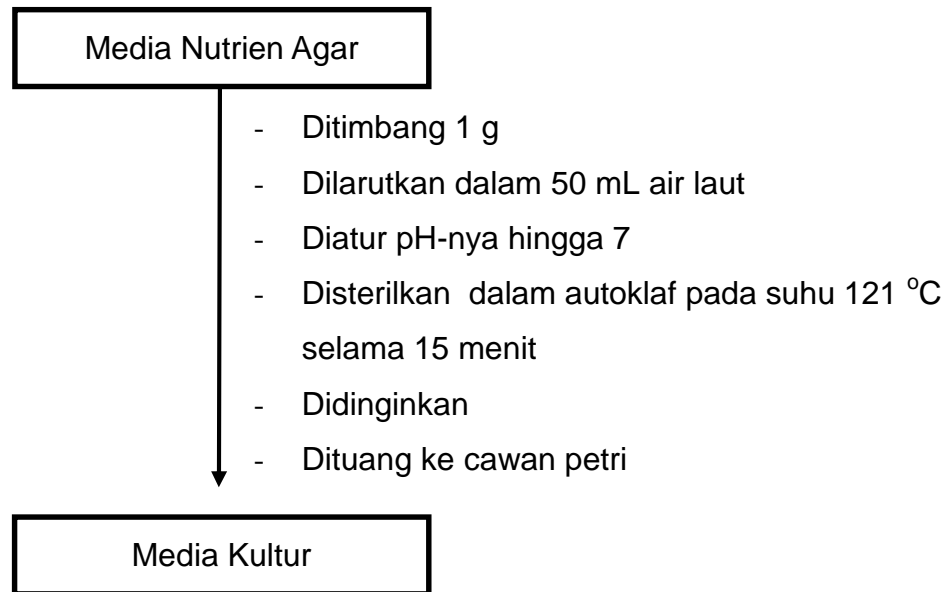 Media Nutrien Agar
- Ditimbang 1 g
- Dilarutkan dalam 50 mL air laut
- Diatur pH-nya hingga 7
- Disterilkan dalam autoklaf pada suhu 121 °C
selama 15 menit
- Didinginkan
- Dituang ke cawan petri
Media Kultur